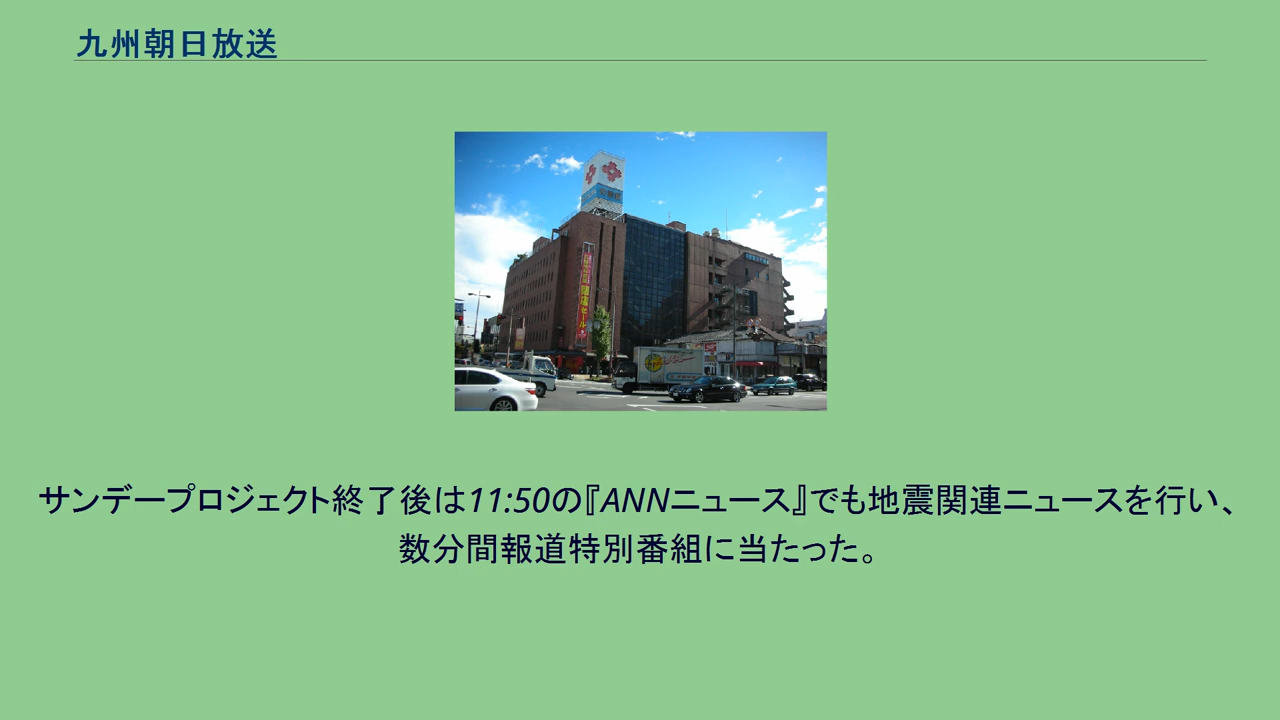 九州朝日放送
サンデープロジェクト終了後は11:50の『ANNニュース』でも地震関連ニュースを行い、
数分間報道特別番組に当たった。